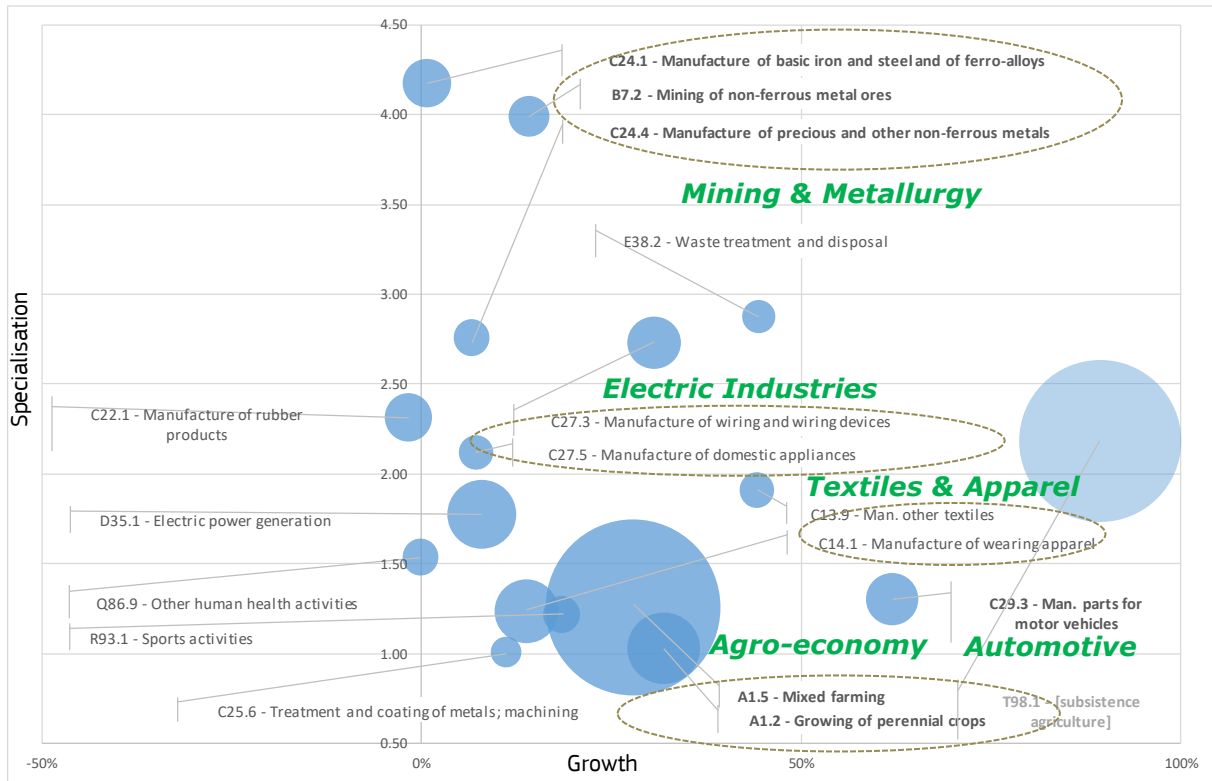 4.50
C24.1 - Manufacture of basic iron and steel and of ferro-alloys
B7.2 - Mining of non-ferrous metal ores
4.00
C24.4 - Manufacture of precious and other non-ferrous metals
Mining & Metallurgy
3.50
E38.2 - Waste treatment and disposal
3.00
Specialisation
2.50
Electric Industries
C22.1 - Manufacture of rubber
products
C27.3 - Manufacture of wiring and wiring devices
C27.5 - Manufacture of domestic appliances
2.00
Textiles & Apparel
C13.9 - Man. other textiles
D35.1 - Electric power generation
C14.1 - Manufacture of wearing apparel
1.50
Q86.9 - Other human health activities
C29.3 - Man. parts for
motor vehicles
R93.1 - Sports activities
Agro-economy
Automotive
1.00
A1.5 - Mixed farming
T98.1 - [subsistence
agriculture]
C25.6 - Treatment and coating of metals; machining
A1.2 - Growing of perennial crops
0.50
-50%
0%
Growth
50%
100%